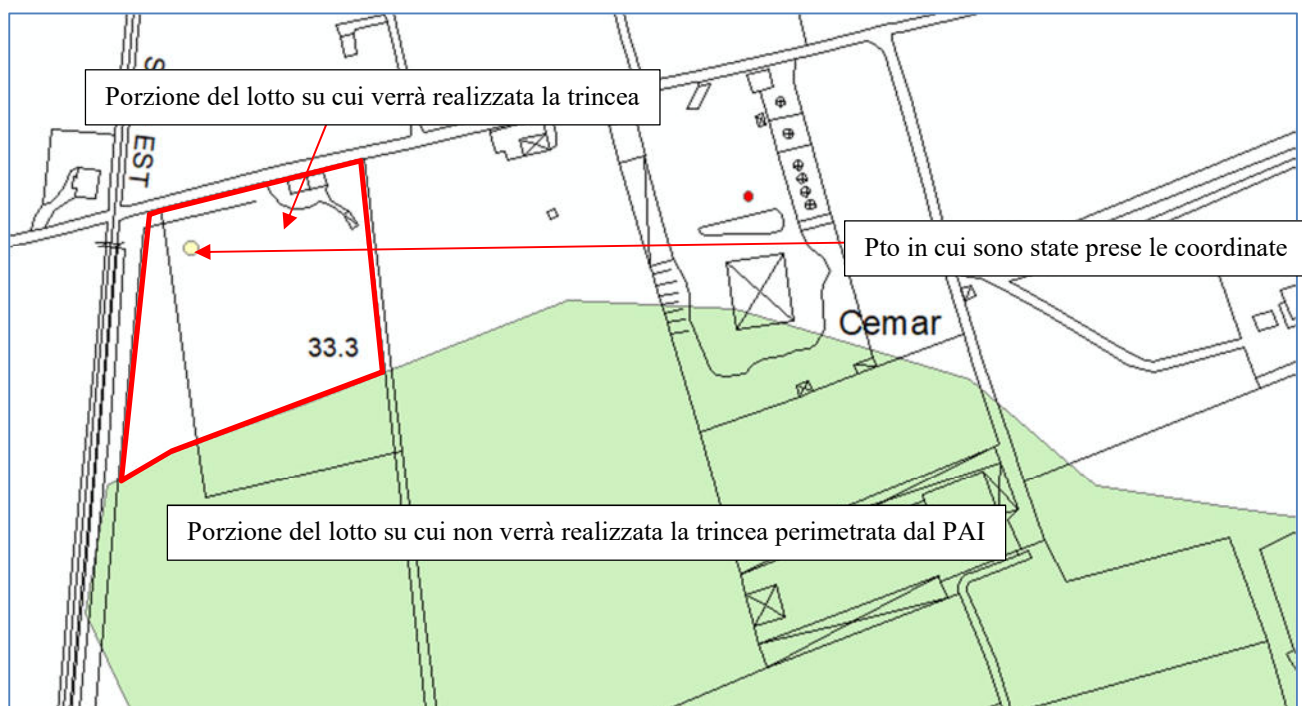 Porzione del lotto su cui verrà realizzata la trincea
EST
Pto in cui sono state prese le coordinate
Cemar
33.3
Porzione del lotto su cui non verrà realizzata la trincea perimetrata dal PAI